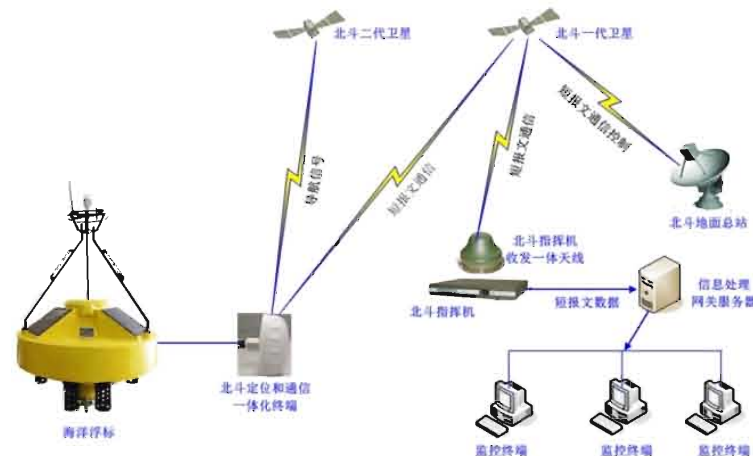 北斗二代卫星
北斗一代卫星
导航信号
短报文通信
短报文通信
短报文通信控制
北斗地面总站
北斗指挥机
收发一体天线
北斗指挥机
短报文数据
信息处理
网关服务器
海洋浮标
北斗定位和通信
一体化终端
监控终端
监控终端
监控终端